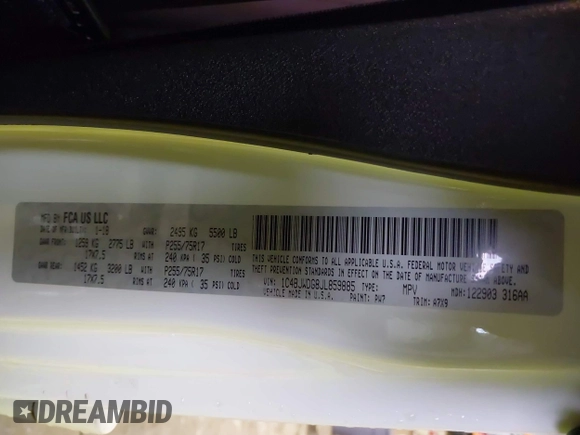 MFD BY FCA US LLC
DATE OF MFR: 1-18 GVWR: 2495 KG 5500 LB
GAWR FRONT: 1259 KG 2775 LB WITH P255/75R17 TIRES
17X7.5 RIMS AT 240 KPA ( 35 PSI) COLD
GAWR REAR: 1452 KG 3200 LB WITH P255/75R17 TIRES
17X7.5 RIMS AT 240 KPA ( 35 PSI) COLD
THIS VEHICLE CONFORMS TO ALL APPLICABLE U.S.A. FEDERAL MOTOR VEHICLE SAFETY, BUMPER AND
THEFT PREVENTION STANDARDS IN EFFECT ON THE DATE OF MANUFACTURE SHOWN ABOVE.
VIN: 1C4BJWDG8JL859885 TYPE: MPV MDH: 122903 316AA
VEHICLE MADE IN U.S.A. PAINT: PW7 TRIM: A7X9
DREAMBID